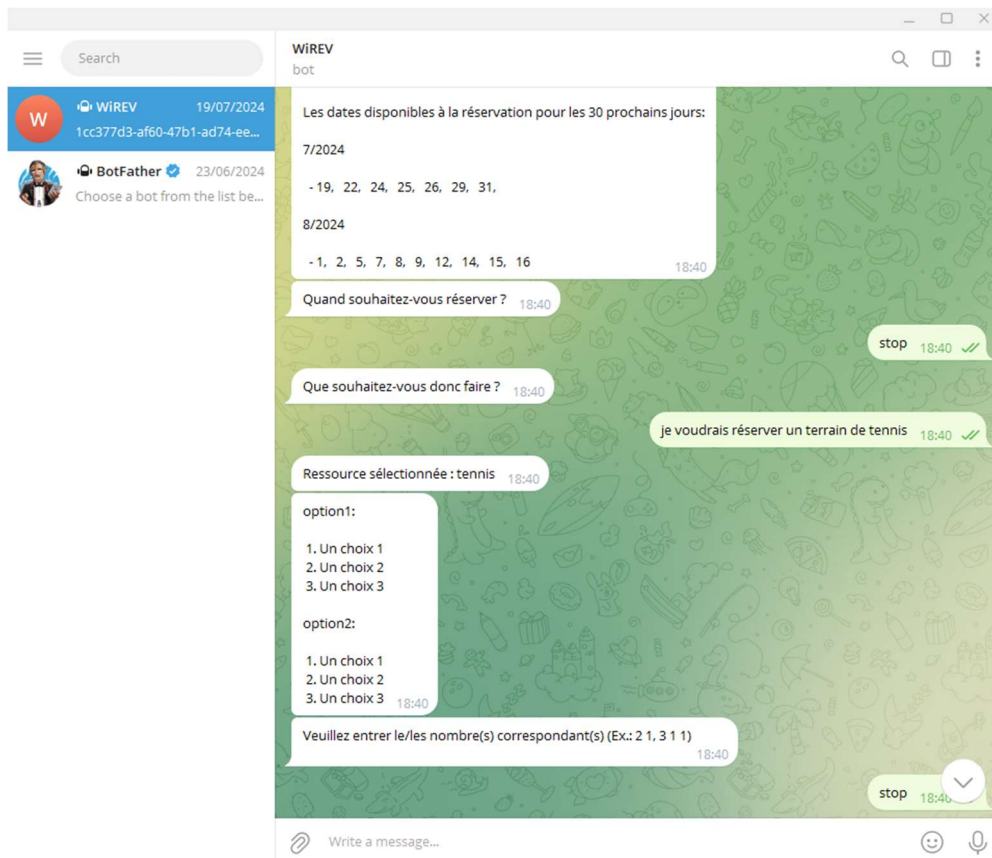 Search
WiREV 19/07/2024
1cc377d3-af60-47b1-ad74-ee...
BotFather 23/06/2024
Choose a bot from the list be...
WiREV
bot
Les dates disponibles à la réservation pour les 30 prochains jours:
7/2024
- 19, 22, 24, 25, 26, 29, 31,
8/2024
- 1, 2, 5, 7, 8, 9, 12, 14, 15, 16
18:40
Quand souhaitez-vous réserver ? 18:40
stop 18:40
Que souhaitez-vous donc faire ? 18:40
je voudrais réserver un terrain de tennis 18:40
Ressource sélectionnée : tennis 18:40
option1:
1. Un choix 1
2. Un choix 2
3. Un choix 3
option2:
1. Un choix 1
2. Un choix 2
3. Un choix 3 18:40
Veuillez entrer le/les nombre(s) correspondant(s) (Ex.: 2 1, 3 1 1)
18:40
stop 18:40
Write a message...
W